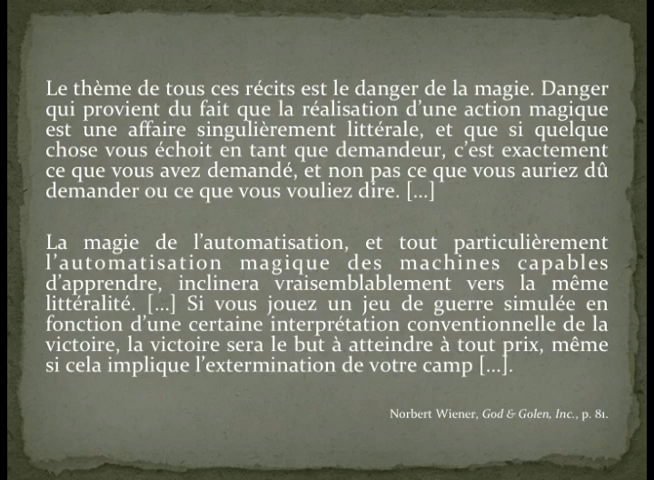 Le thème de tous ces récits est le danger de la magie. Danger
qui provient du fait que la réalisation d'une action magique
est une affaire singulièrement littérale, et que si quelque
chose vous échoit en tant que demandeur, c'est exactement
ce que vous avez demandé, et non pas ce que vous auriez dû
demander ou ce que vous vouliez dire. [...]
La magie de l'automatisation, et tout particulièrement
l'automatisation magique des machines capables
d'apprendre, inclinera vraisemblablement vers la même
littéralité. [...] Si vous jouez un jeu de guerre simulée en
fonction d'une certaine interprétation conventionnelle de la
victoire, la victoire sera le but à atteindre à tout prix, même
si cela implique l'extermination de votre camp [...].
Norbert Wiener, God & Golen, Inc., p. 81.